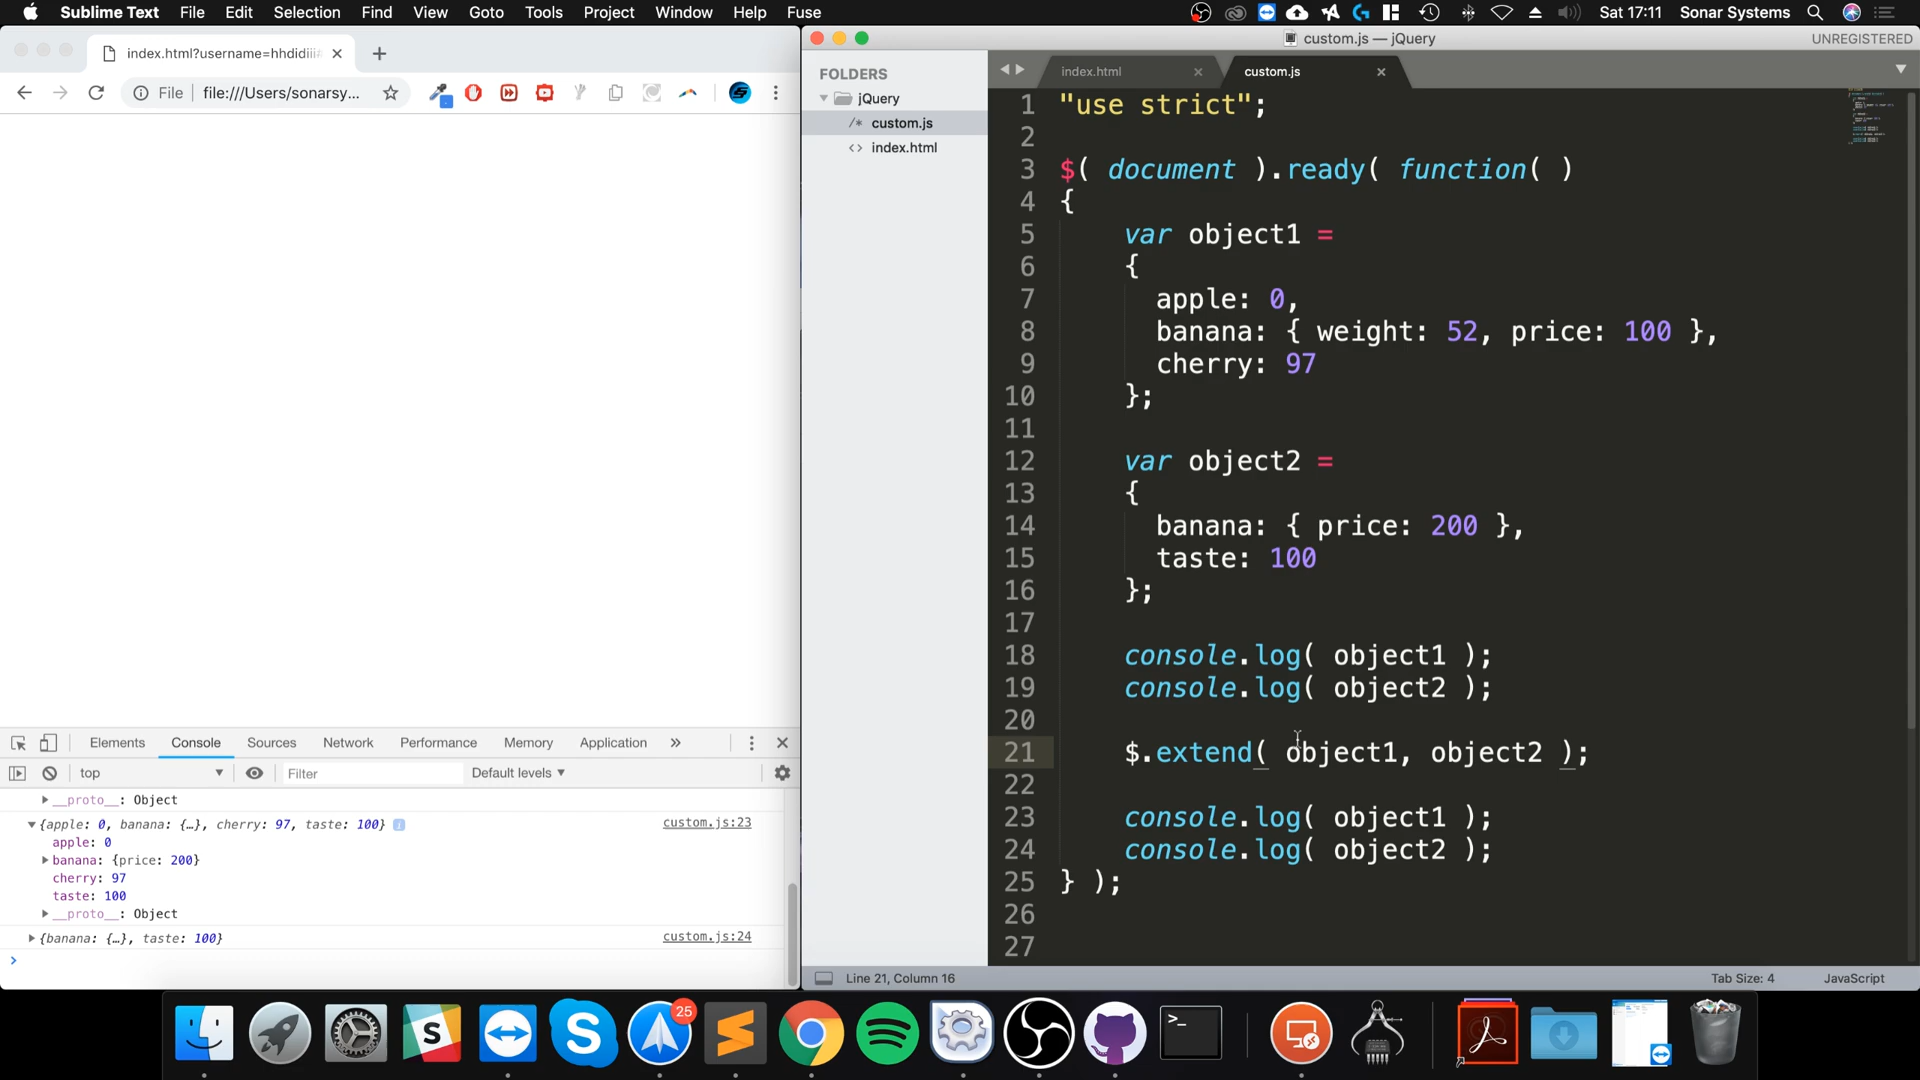 Sublime Text File Edit Selection Find View Goto Tools Project Window Help Fuse Sat 17:11 Sonar Systems
index.html?username=hhdidiii
File file:///Users/sonarsy...
custom.js — jQuery UNREGISTERED
FOLDERS
jQuery
/* custom.js
<> index.html
index.html custom.js
1 "use strict";
2
3 $( document ).ready( function( )
4 {
5 var object1 =
6 {
7 apple: 0,
8 banana: { weight: 52, price: 100 },
9 cherry: 97
10 };
11
12 var object2 =
13 {
14 banana: { price: 200 },
15 taste: 100
16 };
17
18 console.log( object1 );
19 console.log( object2 );
20
21 $.extend( object1, object2 );
22
23 console.log( object1 );
24 console.log( object2 );
25 } );
26
27
Elements Console Sources Network Performance Memory Application »
top Filter Default levels
__proto__: Object
{apple: 0, banana: {…}, cherry: 97, taste: 100} custom.js:23
apple: 0
banana: {price: 200}
cherry: 97
taste: 100
__proto__: Object
{banana: {…}, taste: 100} custom.js:24
>
Line 21, Column 16 Tab Size: 4 JavaScript
25